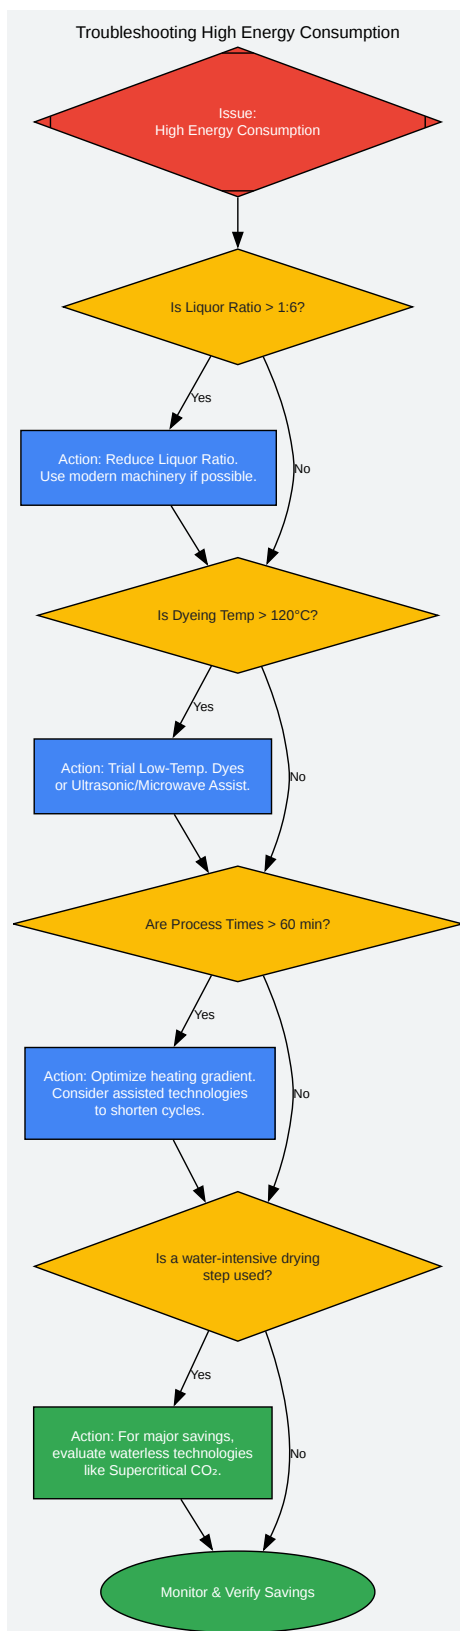 Troubleshooting High Energy Consumption
Issue:
High Energy Consumption
Is Liquor Ratio > 1:6?
Yes
Action: Reduce Liquor Ratio.
Use modern machinery if possible.
No
Is Dyeing Temp > 120°C?
Yes
Action: Trial Low-Temp. Dyes
or Ultrasonic/Microwave Assist.
No
Are Process Times > 60 min?
Yes
Action: Optimize heating gradient.
Consider assisted technologies
to shorten cycles.
No
Is a water-intensive drying
step used?
Yes
Action: For major savings,
evaluate waterless technologies
like Supercritical CO₂.
No
Monitor & Verify Savings